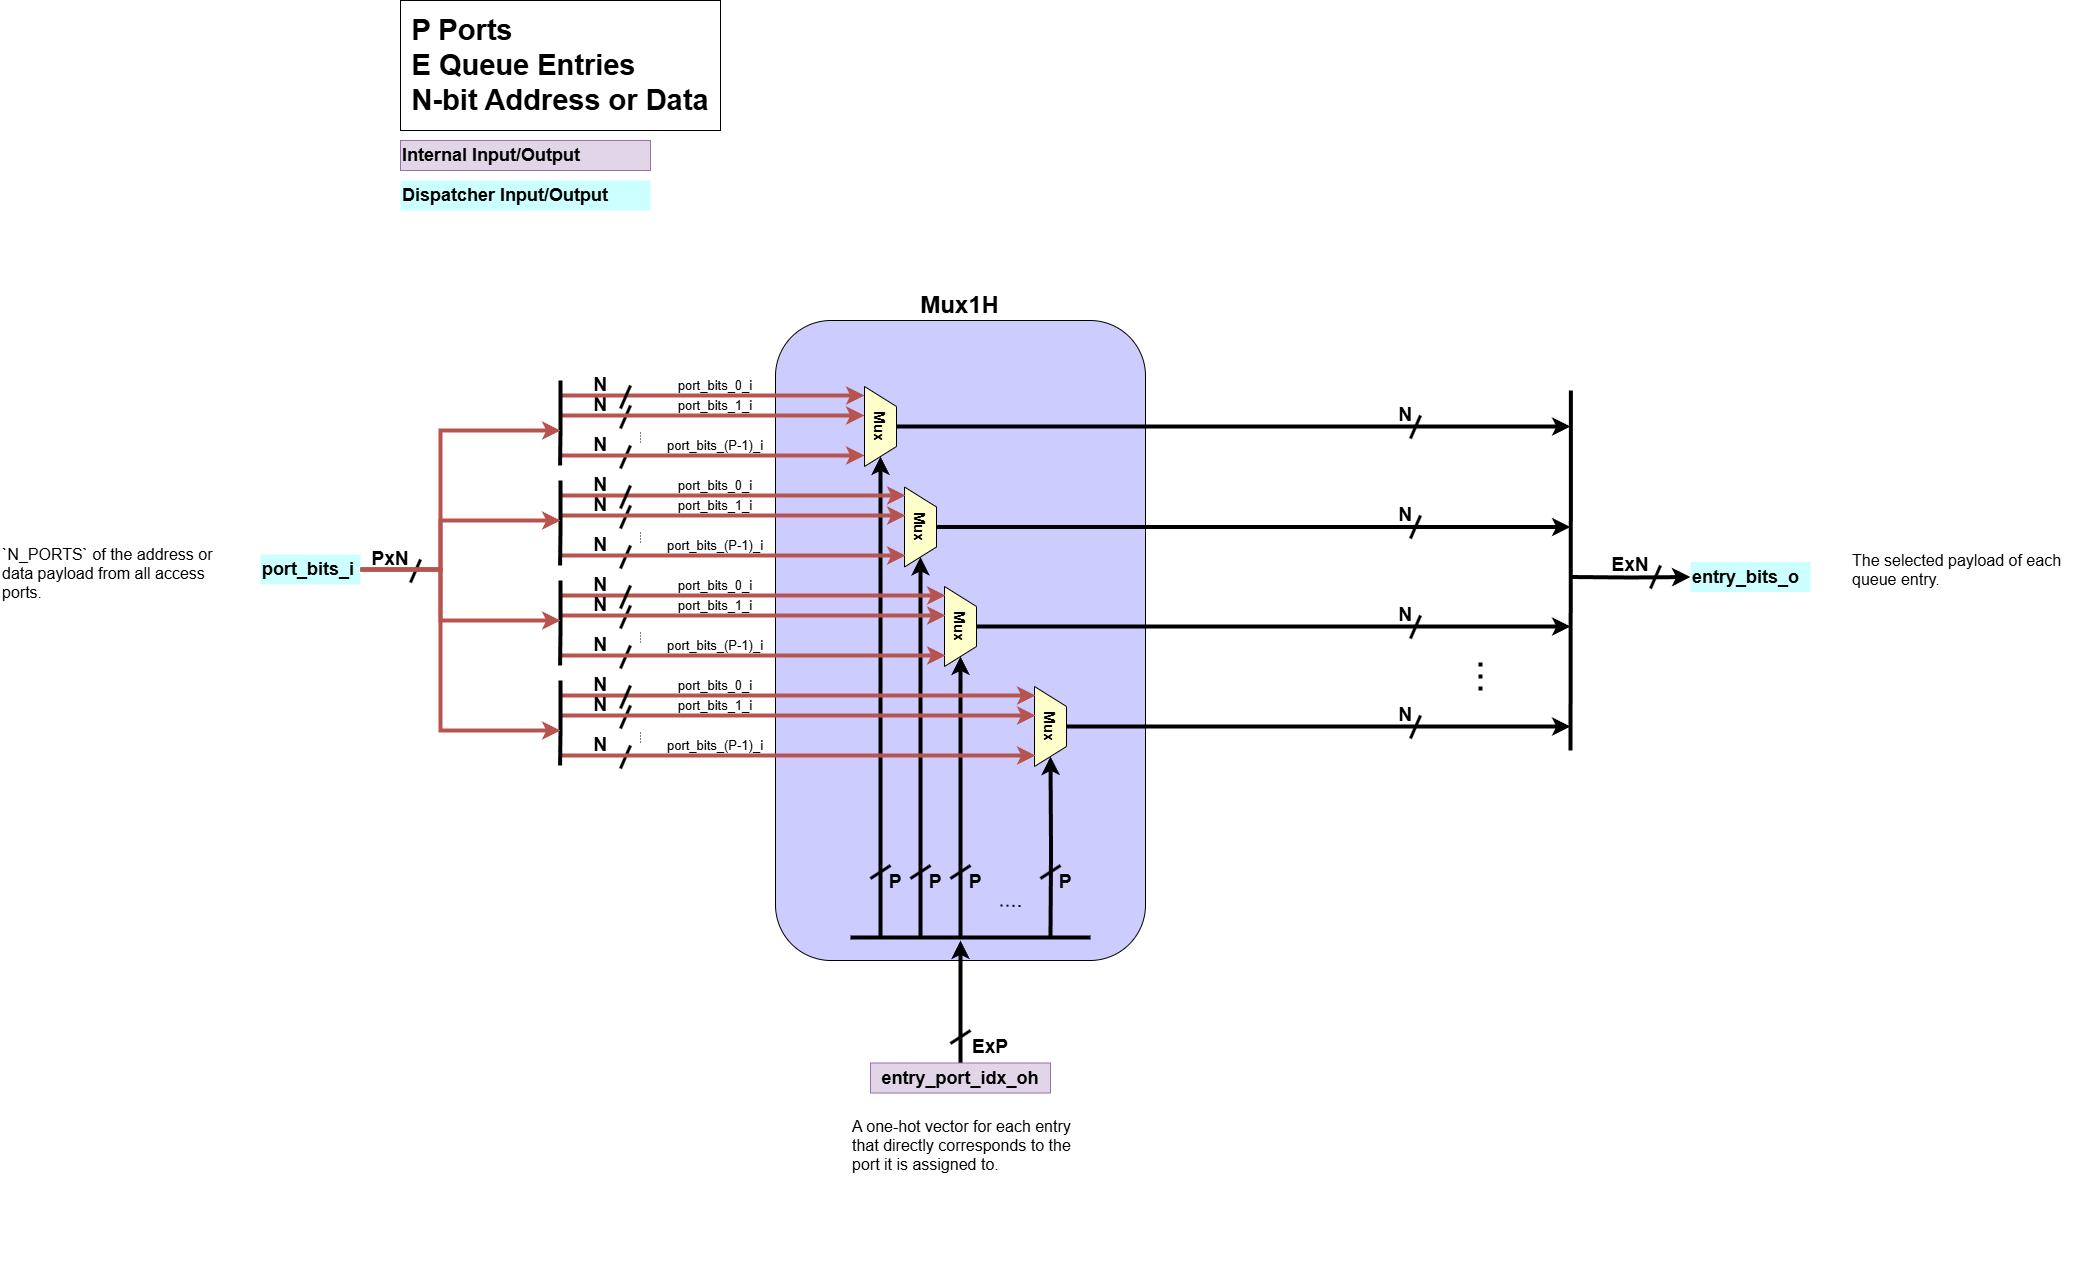 P Ports
E Queue Entries
N-bit Address or Data
Internal Input/Output
Dispatcher Input/Output
Mux1H
N
port_bits_0_i
N
port_bits_1_i
N
port_bits_(P-1)_i
Mux
N
N
port_bits_0_i
N
port_bits_1_i
N
port_bits_(P-1)_i
Mux
N
`N_PORTS` of the address or
data payload from all access
ports.
port_bits_i
PxN
ExN
entry_bits_o
The selected payload of each
queue entry.
N
port_bits_0_i
N
port_bits_1_i
N
port_bits_(P-1)_i
Mux
N
N
port_bits_0_i
N
port_bits_1_i
N
port_bits_(P-1)_i
Mux
N
P
P
P
P
....
ExP
entry_port_idx_oh
A one-hot vector for each entry
that directly corresponds to the
port it is assigned to.